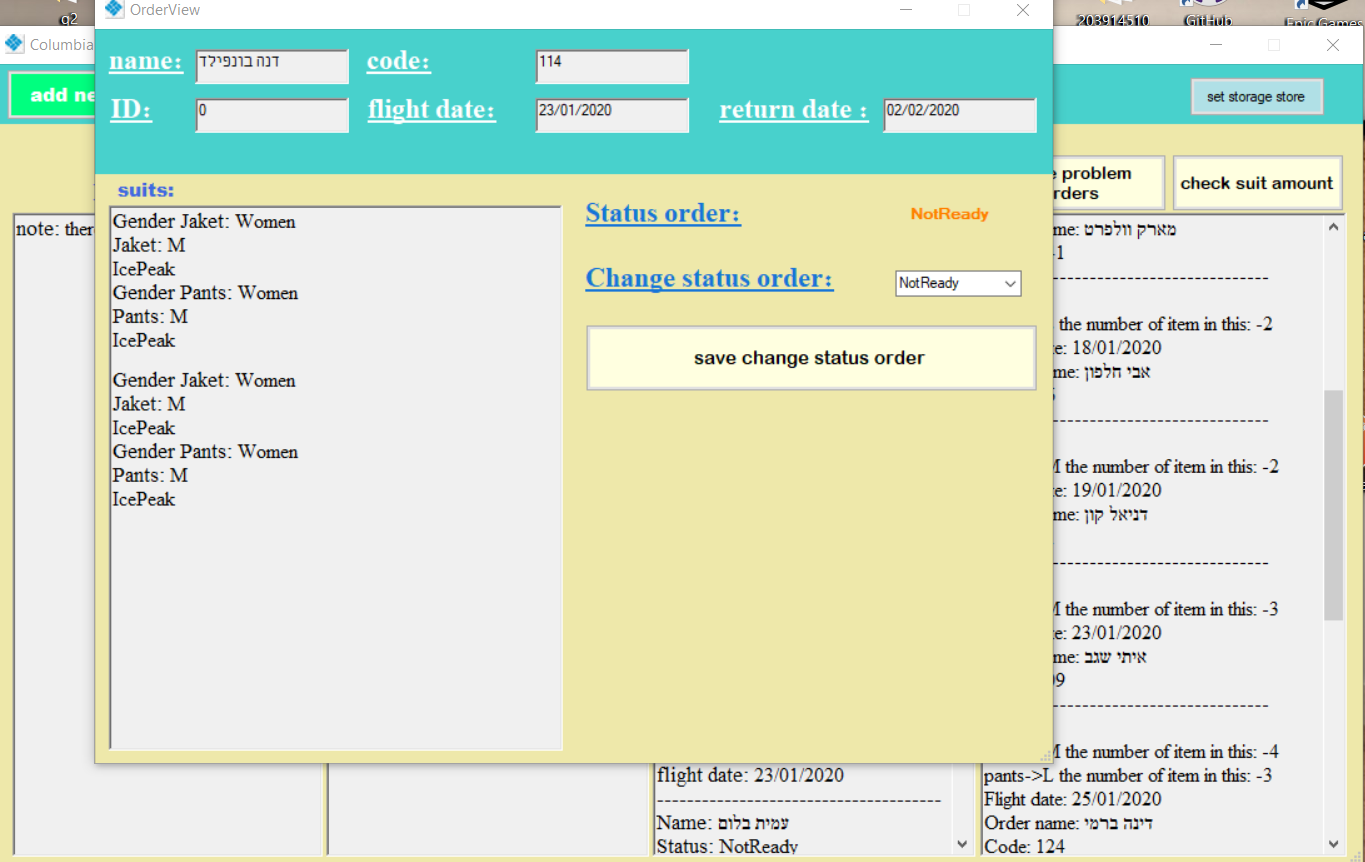 q2
203914510
GitHub
Epic Games
OrderView
Columbia
add ne
set storage store
name:
דנה בונפילד
code:
114
ID:
0
flight date:
23/01/2020
return date :
02/02/2020
problem
rders
check suit amount
suits:
Gender Jaket: Women
Jaket: M
IcePeak
Gender Pants: Women
Pants: M
IcePeak
Gender Jaket: Women
Jaket: M
IcePeak
Gender Pants: Women
Pants: M
IcePeak
Status order:
NotReady
Change status order:
NotReady
save change status order
note: ther
flight date: 23/01/2020
--------------------------------------
Name: עמית בלום
Status: NotReady
me: מארק וולפרט
-1
-----------------------------
the number of item in this: -2
te: 18/01/2020
me: אבי חלפון
-----------------------------
M the number of item in this: -2
te: 19/01/2020
me: דניאל קון
-----------------------------
M the number of item in this: -3
te: 23/01/2020
me: איתי שגב
09
-----------------------------
M the number of item in this: -4
pants->L the number of item in this: -3
Flight date: 25/01/2020
Order name: דינה ברמי
Code: 124